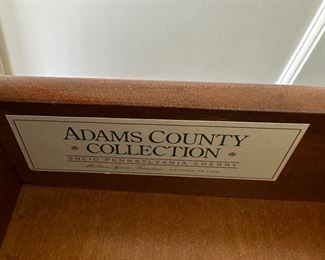 ADAMS COUNTY
COLLECTION
SOLID PENNSYLVANIA CHERRY